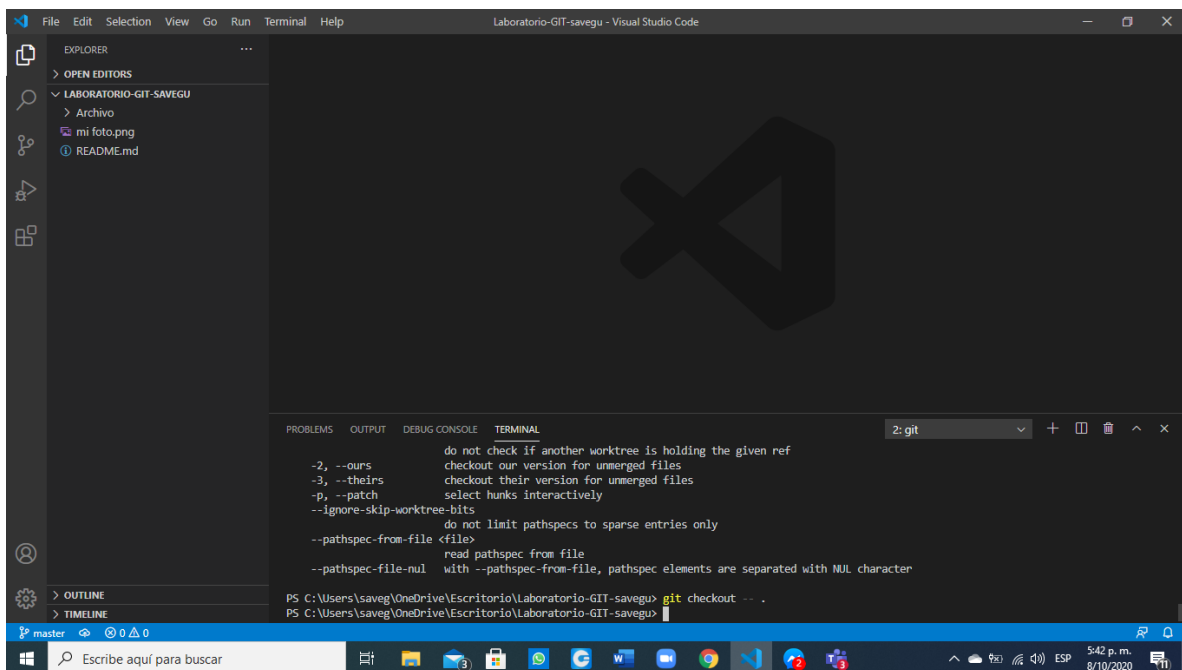 File Edit Selection View Go Run Terminal Help
Laboratorio-GIT-savegu - Visual Studio Code
EXPLORER
OPEN EDITORS
LABORATORIO-GIT-SAVEGU
Archivo
mi foto.png
README.md
OUTLINE
TIMELINE
PROBLEMS OUTPUT DEBUG CONSOLE TERMINAL
2: git
do not check if another worktree is holding the given ref
-2, --ours checkout our version for unmerged files
-3, --theirs checkout their version for unmerged files
-p, --patch select hunks interactively
--ignore-skip-worktree-bits
do not limit pathspecs to sparse entries only
--pathspec-from-file <file>
read pathspec from file
--pathspec-file-nul with --pathspec-from-file, pathspec elements are separated with NUL character
PS C:\Users\saveg\OneDrive\Escritorio\Laboratorio-GIT-savegu> git checkout -- .
PS C:\Users\saveg\OneDrive\Escritorio\Laboratorio-GIT-savegu>
master 0 0
Escribe aquí para buscar
ESP
5:42 p. m.
8/10/2020